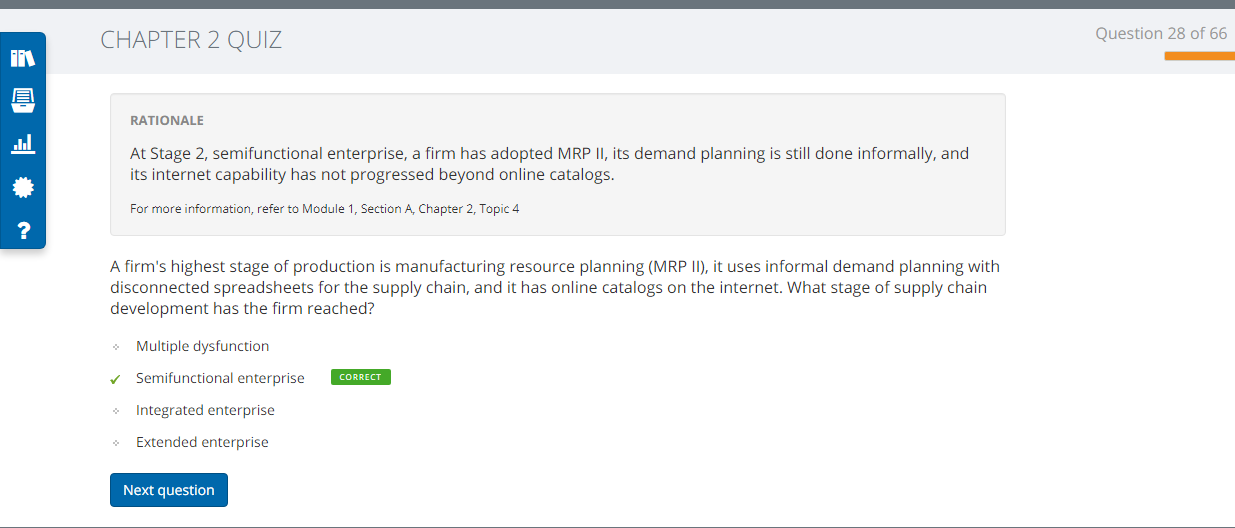 CHAPTER 2 QUIZ
Question 28 of 66
RATIONALE
At Stage 2, semifunctional enterprise, a firm has adopted MRP II, its demand planning is still done informally, and
its internet capability has not progressed beyond online catalogs.
For more information, refer to Module 1, Section A, Chapter 2, Topic 4
A firm's highest stage of production is manufacturing resource planning (MRP II), it uses informal demand planning with
disconnected spreadsheets for the supply chain, and it has online catalogs on the internet. What stage of supply chain
development has the firm reached?
Multiple dysfunction
Semifunctional enterprise CORRECT
Integrated enterprise
Extended enterprise
Next question
?